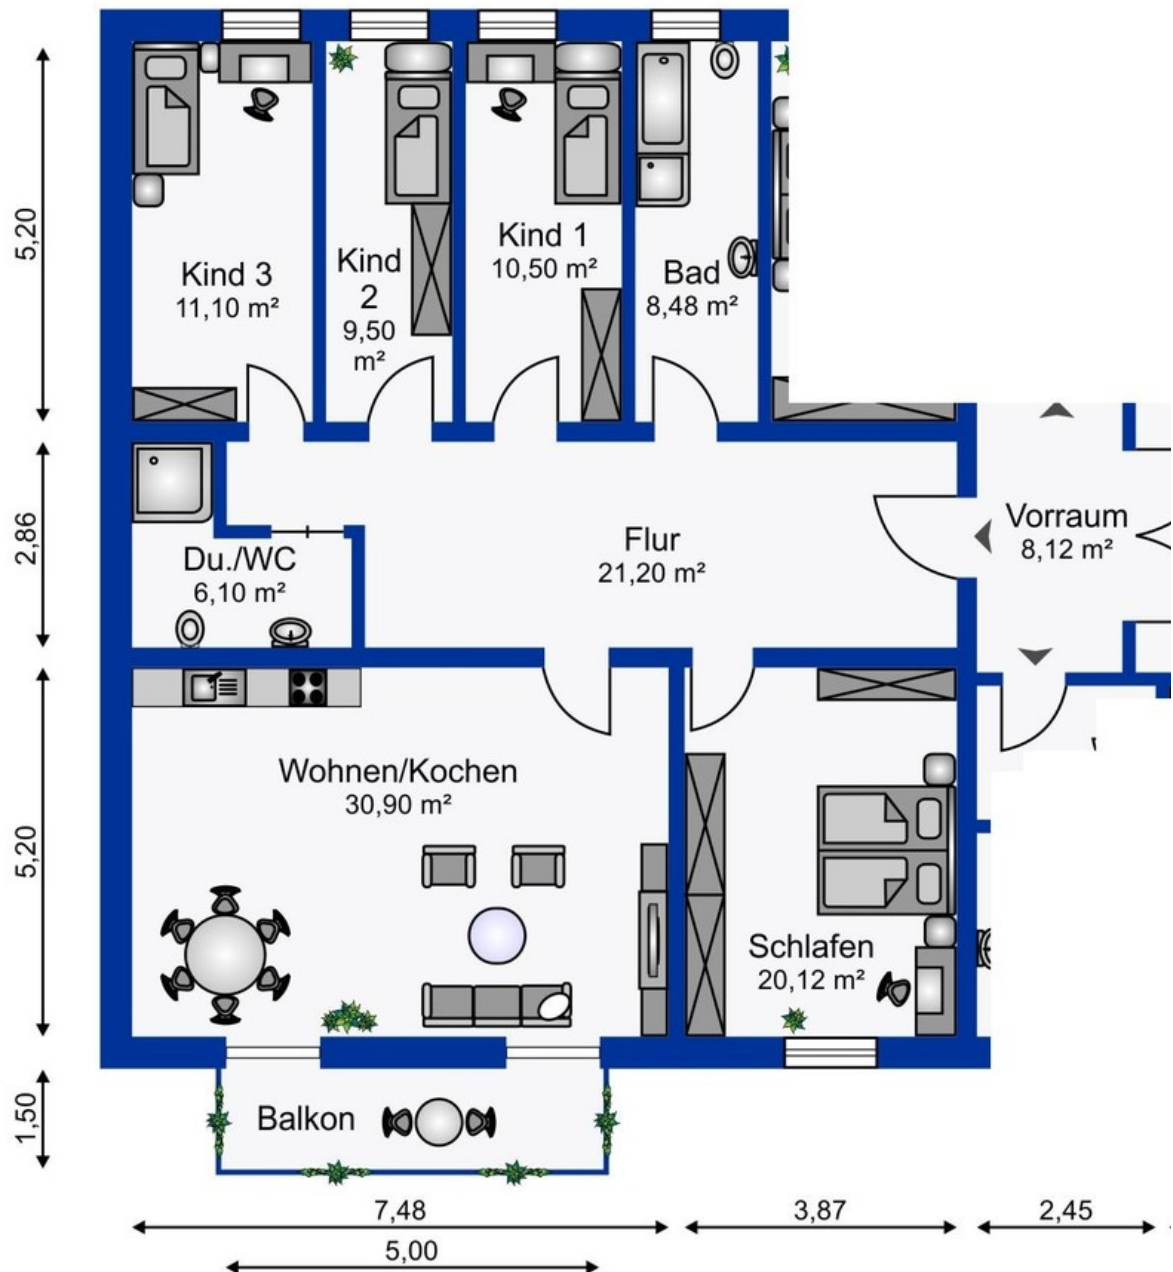 5,20
Kind 3
11,10 m²
Kind
2
9,50
m²
Kind 1
10,50 m²
Bad
8,48 m²
2,86
Du./WC
6,10 m²
Flur
21,20 m²
Vorraum
8,12 m²
5,20
Wohnen/Kochen
30,90 m²
Schlafen
20,12 m²
1,50
Balkon
7,48
3,87
2,45
5,00